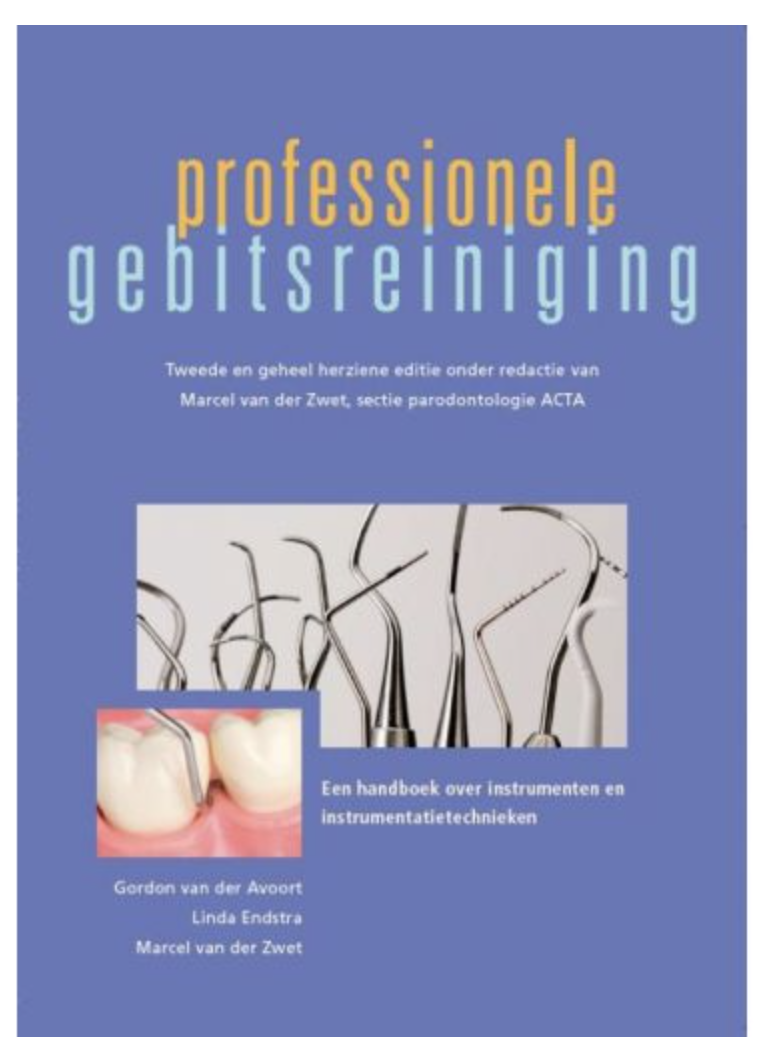 professionele
gebitsreiniging
Tweede en geheel herziene editie onder redactie van
Marcel van der Zwet, sectie parodontologie ACTA
Een handboek over instrumenten en
instrumentatietechnieken
Gordon van der Avoort
Linda Endstra
Marcel van der Zwet